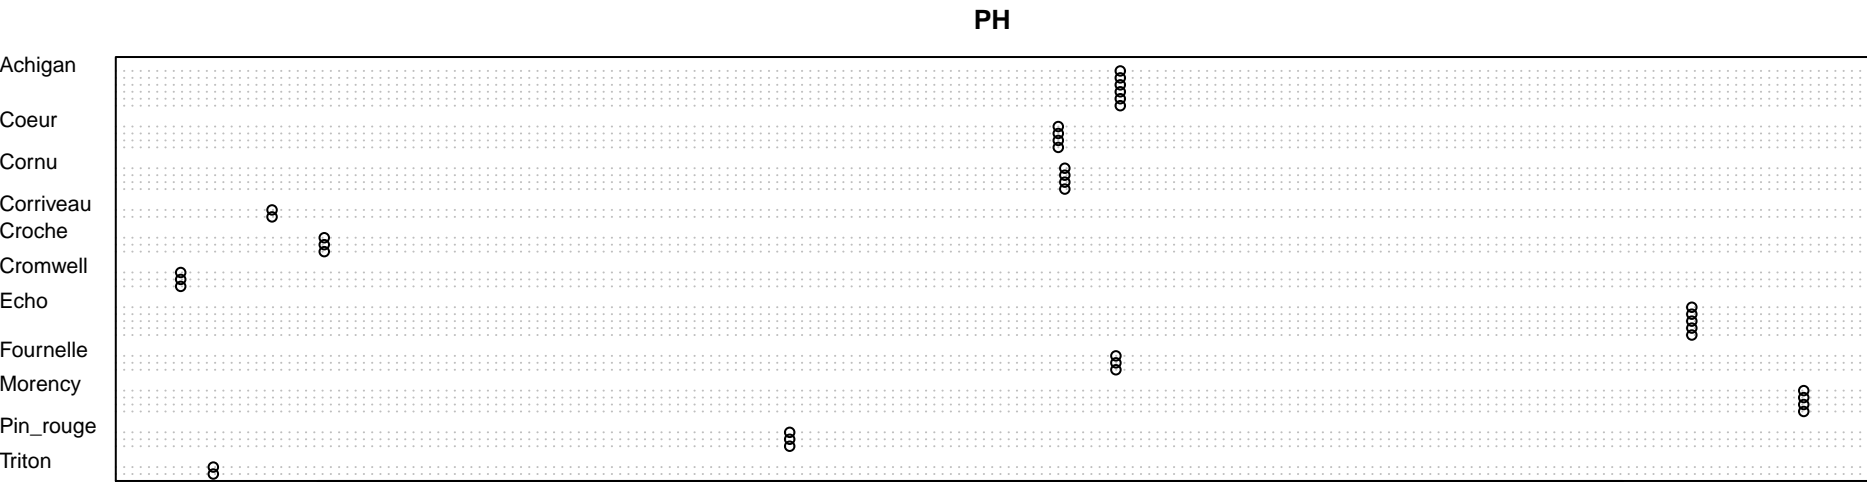 PH
Achigan
Coeur
Cornu
Corriveau
Croche
Cromwell
Echo
Fournelle
Morency
Pin_rouge
Triton